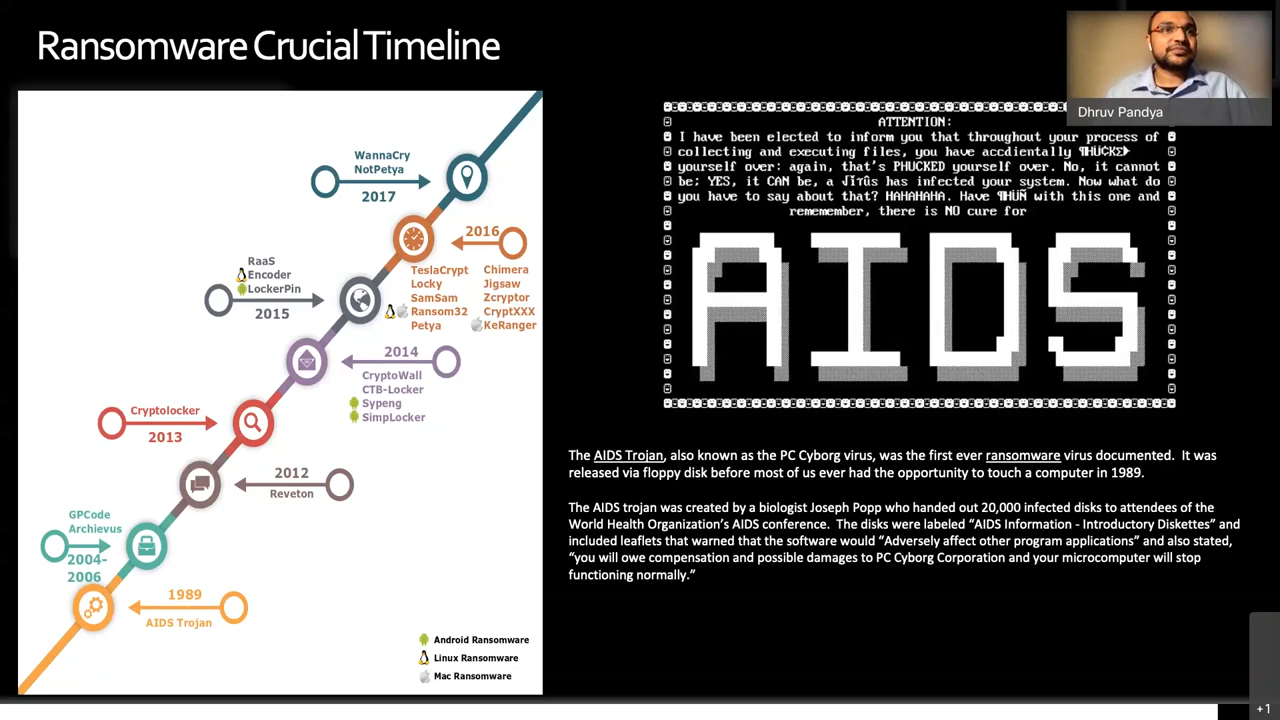 Ransomware Crucial Timeline
Dhruv Pandya
WannaCry
NotPetya
2017
2016
TeslaCrypt
Locky
SamSam
Ransom32
Petya
Chimera
Jigsaw
Zcryptor
CryptXXX
KeRanger
RaaS
Encoder
LockerPin
2015
2014
CryptoWall
CTB-Locker
Sypeng
SimpLocker
Cryptolocker
2013
2012
Reveton
GPCode
Archievus
2004-
2006
1989
AIDS Trojan
Android Ransomware
Linux Ransomware
Mac Ransomware
ATTENTION:
I have been elected to inform you that throughout your process of
collecting and executing files, you have accdientally
yourself over: again, that's PHUCKED yourself over. No, it cannot
be; YES, it CAN be, a has infected your system. Now what do
you have to say about that? HAHAHAHA. Have with this one and
rememember, there is NO cure for
AIDS
The AIDS Trojan, also known as the PC Cyborg virus, was the first ever ransomware virus documented. It was
released via floppy disk before most of us ever had the opportunity to touch a computer in 1989.
The AIDS trojan was created by a biologist Joseph Popp who handed out 20,000 infected disks to attendees of the
World Health Organization's AIDS conference. The disks were labeled “AIDS Information - Introductory Diskettes” and
included leaflets that warned that the software would “Adversely affect other program applications” and also stated,
“you will owe compensation and possible damages to PC Cyborg Corporation and your microcomputer will stop
functioning normally.”
+1